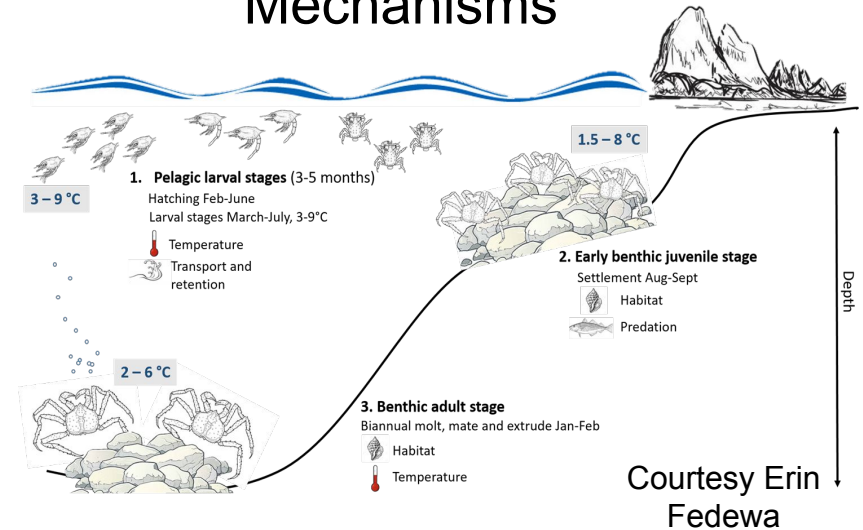 Mechanisms
1.5 – 8 °C
3 – 9 °C
1. Pelagic larval stages (3-5 months)
Hatching Feb-June
Larval stages March-July, 3-9°C
Temperature
Transport and
retention
2. Early benthic juvenile stage
Settlement Aug-Sept
Habitat
Predation
Depth
2 – 6 °C
3. Benthic adult stage
Biannual molt, mate and extrude Jan-Feb
Habitat
Temperature
Courtesy Erin
Fedewa